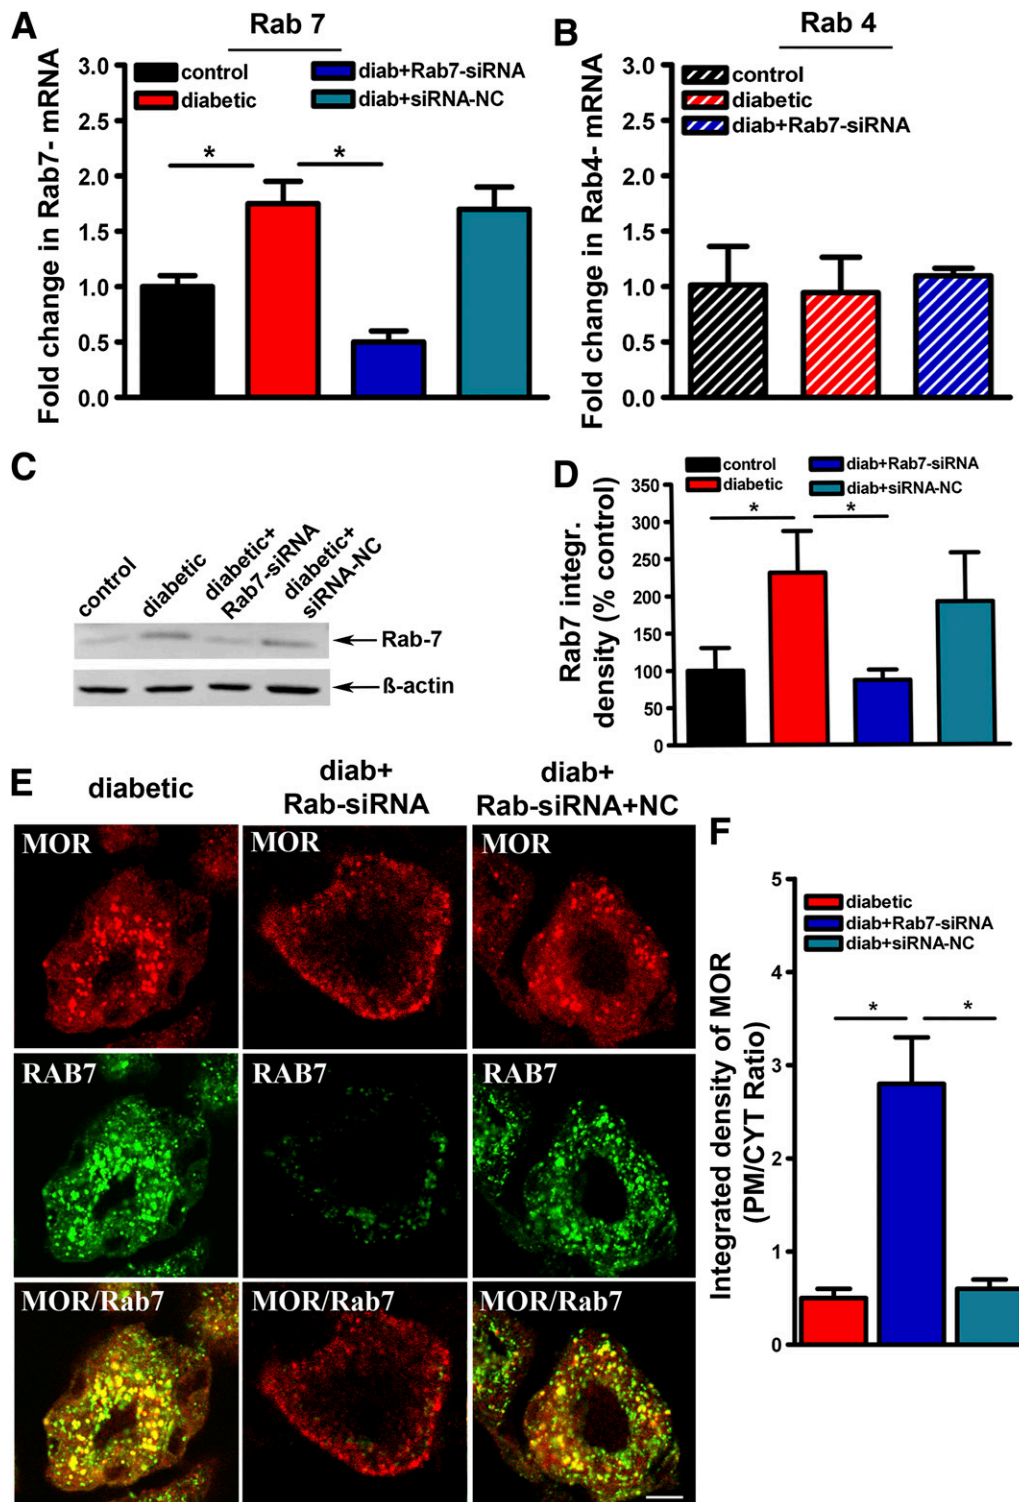 A
Rab 7
Fold change in Rab7- mRNA
3.0
2.5
2.0
1.5
1.0
0.5
0.0
control
diabetic
diab+Rab7-siRNA
diab+siRNA-NC
*
*
B
Rab 4
Fold change in Rab4- mRNA
3.0
2.5
2.0
1.5
1.0
0.5
0.0
control
diabetic
diab+Rab7-siRNA
C
control
diabetic
diabetic+
Rab7-siRNA
diabetic+
siRNA-NC
Rab-7
ß-actin
D
Rab7 integr.
density (% control)
350
300
250
200
150
100
50
0
control
diabetic
diab+Rab7-siRNA
diab+siRNA-NC
*
*
E
diabetic
diab+
Rab-siRNA
diab+
Rab-siRNA+NC
MOR
MOR
MOR
RAB7
RAB7
RAB7
MOR/Rab7
MOR/Rab7
MOR/Rab7
F
Integrated density of MOR
(PM/CYT Ratio)
5
4
3
2
1
0
diabetic
diab+Rab7-siRNA
diab+siRNA-NC
*
*